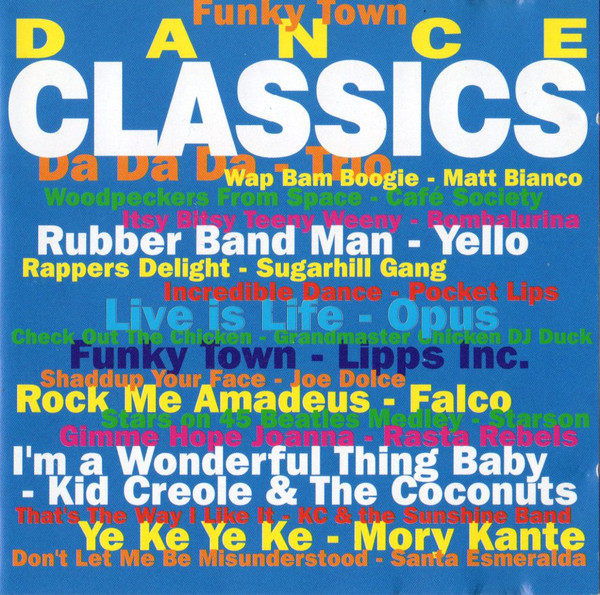 Funky Town
DANCE
CLASSICS
Da Da Da - Trio
Wap Bam Boogie - Matt Bianco
Woodpeckers From Space - Café Society
Itsy Bitsy Teeny Weeny - Bombalurina
Rubber Band Man - Yello
Rappers Delight - Sugarhill Gang
Incredible Dance - Pocket Lips
Live is Life - Opus
Check Out The Chicken - Grandmaster Chicken DJ Duck
Funky Town - Lipps Inc.
Shaddup Your Face - Joe Dolce
Rock Me Amadeus - Falco
Stars on 45 Beatles Medley - Starson
Gimme Hope Joanna - Rasta Rebels
I'm a Wonderful Thing Baby
- Kid Creole & The Coconuts
That's The Way I Like It - KC & the Sunshine Band
Ye Ke Ye Ke - Mory Kante
Don't Let Me Be Misunderstood - Santa Esmeralda